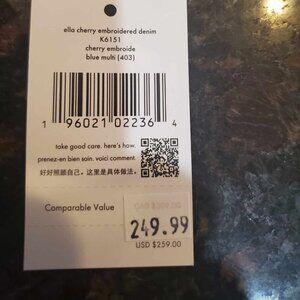 ella cherry embroidered denim
K6151
cherry embroide
blue multi (403)
1 96021 02236 4
take good care. here's how.
prenez-en bien soin. voici comment.
好好照顾自己。这里是具体做法。
Comparable Value
249.99
USD $259.00